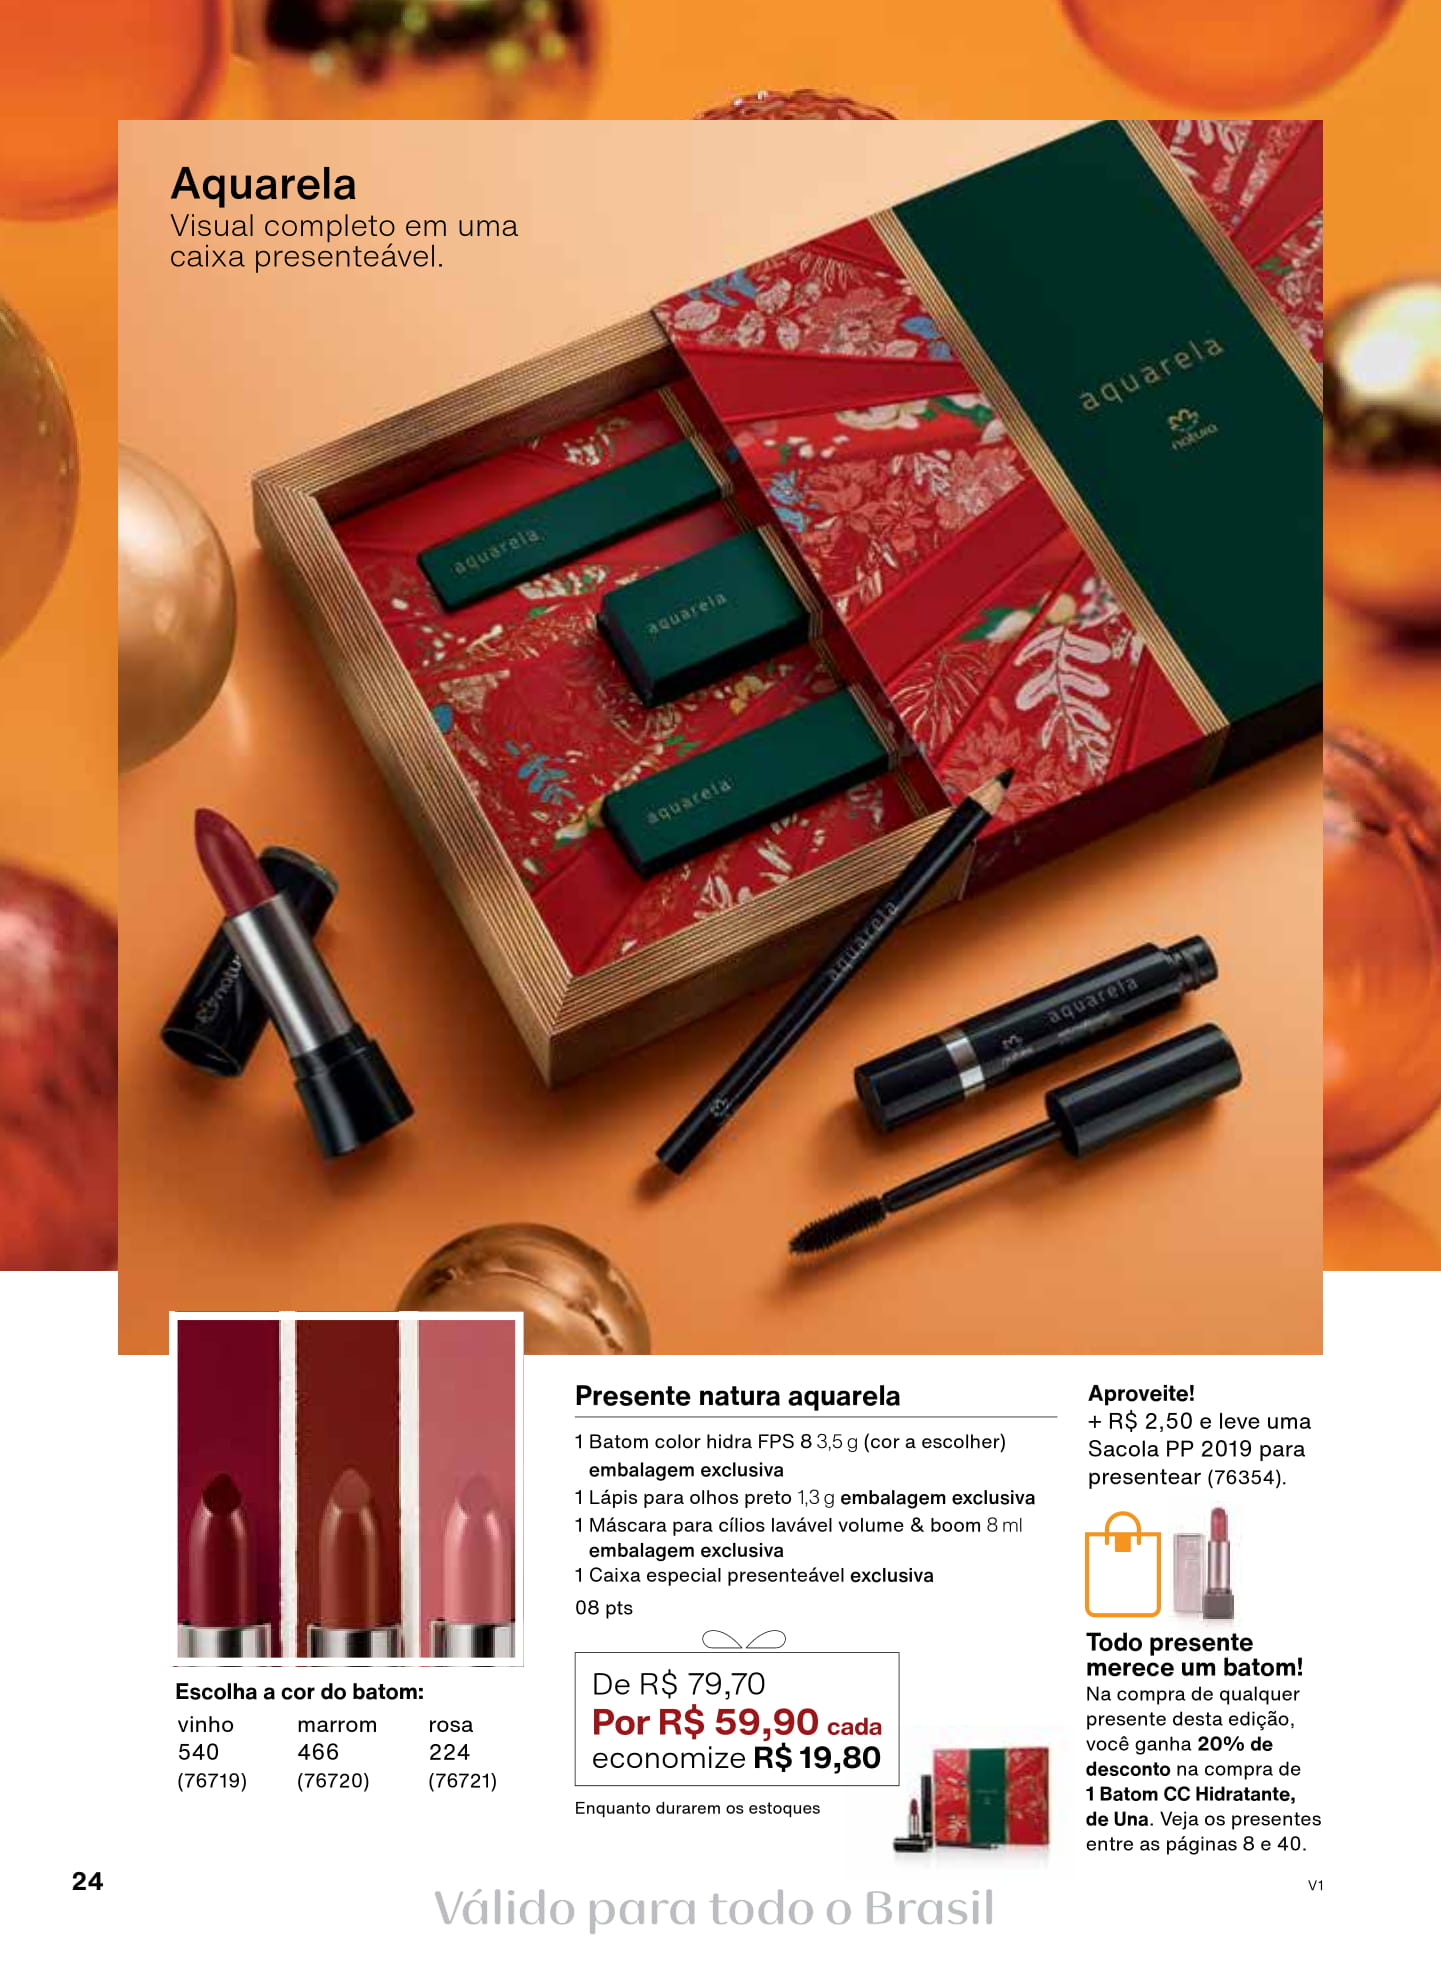 Aquarela
Visual completo em uma
caixa presenteável.
aquarela
natura
aquarela
aquarela
aquarela
aquarela
natura
aquarela
natura
Presente natura aquarela
1 Batom color hidra FPS 8 3,5 g (cor a escolher)
embalagem exclusiva
1 Lápis para olhos preto 1,3 g embalagem exclusiva
1 Máscara para cílios lavável volume & boom 8 ml
embalagem exclusiva
1 Caixa especial presenteável exclusiva
08 pts
De R$ 79,70
Por R$ 59,90 cada
economize R$ 19,80
Enquanto durarem os estoques
Escolha a cor do batom:
vinho
540
(76719)
marrom
466
(76720)
rosa
224
(76721)
Aproveite!
+ R$ 2,50 e leve uma
Sacola PP 2019 para
presentear (76354).
Todo presente
merece um batom!
Na compra de qualquer
presente desta edição,
você ganha 20% de
desconto na compra de
1 Batom CC Hidratante,
de Una. Veja os presentes
entre as páginas 8 e 40.
24
V1
Válido para todo o Brasil